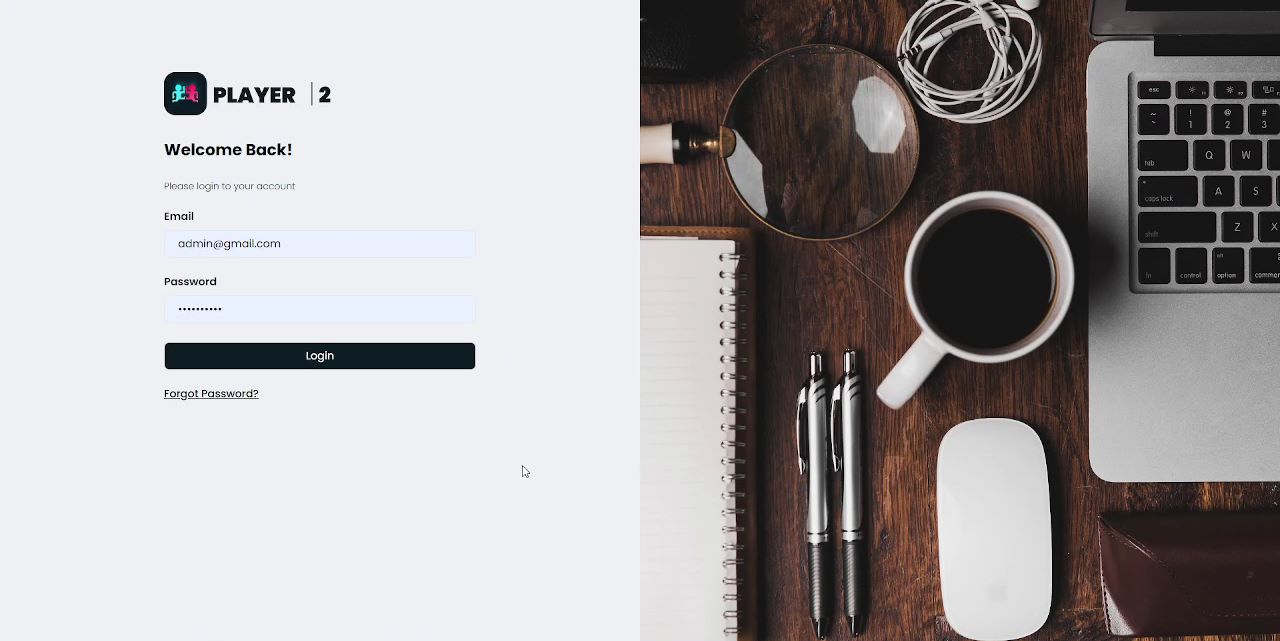 PLAYER | 2
Welcome Back!
Please login to your account
Email
admin@gmail.com
Password
••••••••••
Login
Forgot Password?
esc
~ ` ! 1 @ 2 # 3
tab Q W
caps lock A S
shift Z X
fn control alt option command